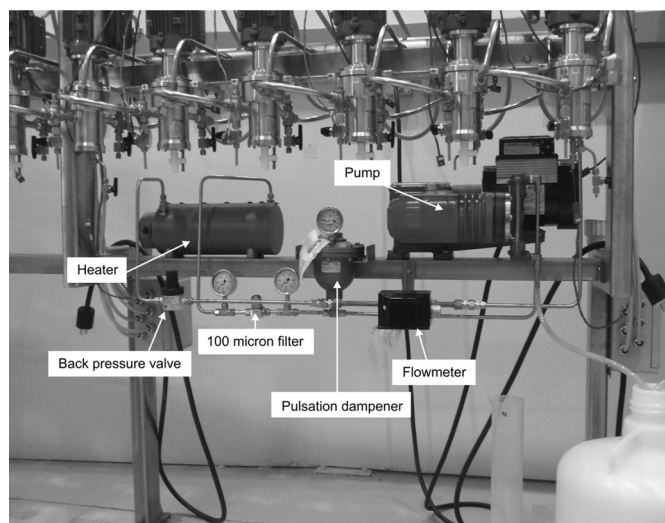 Pump
Heater
100 micron filter
Back pressure valve
Flowmeter
Pulsation dampener